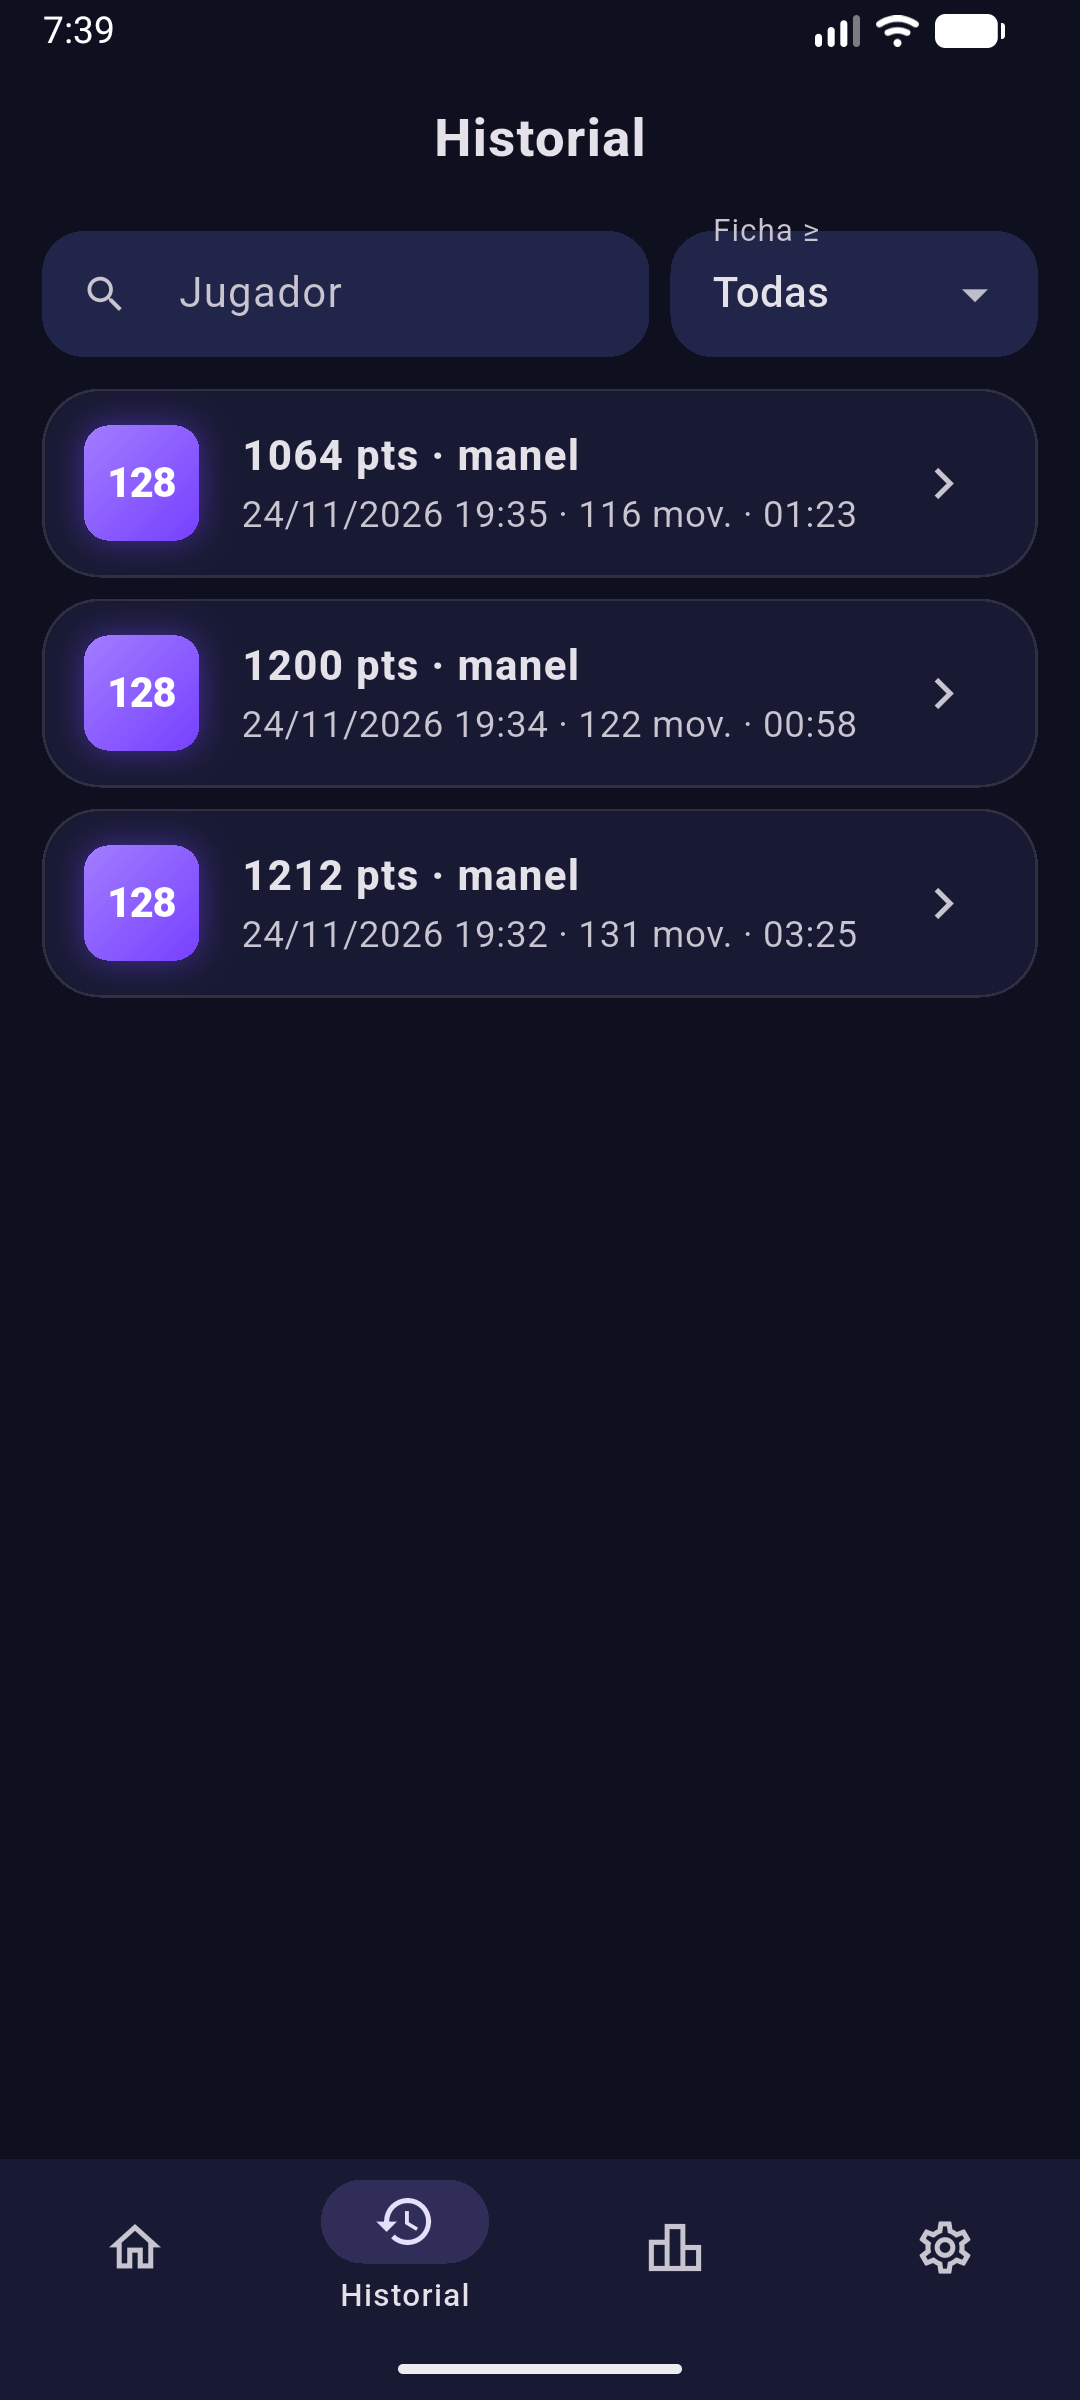 7:39
Historial
Jugador
Ficha ≥
Todas
128
1064 pts · manel
24/11/2026 19:35 · 116 mov. · 01:23
128
1200 pts · manel
24/11/2026 19:34 · 122 mov. · 00:58
128
1212 pts · manel
24/11/2026 19:32 · 131 mov. · 03:25
Historial